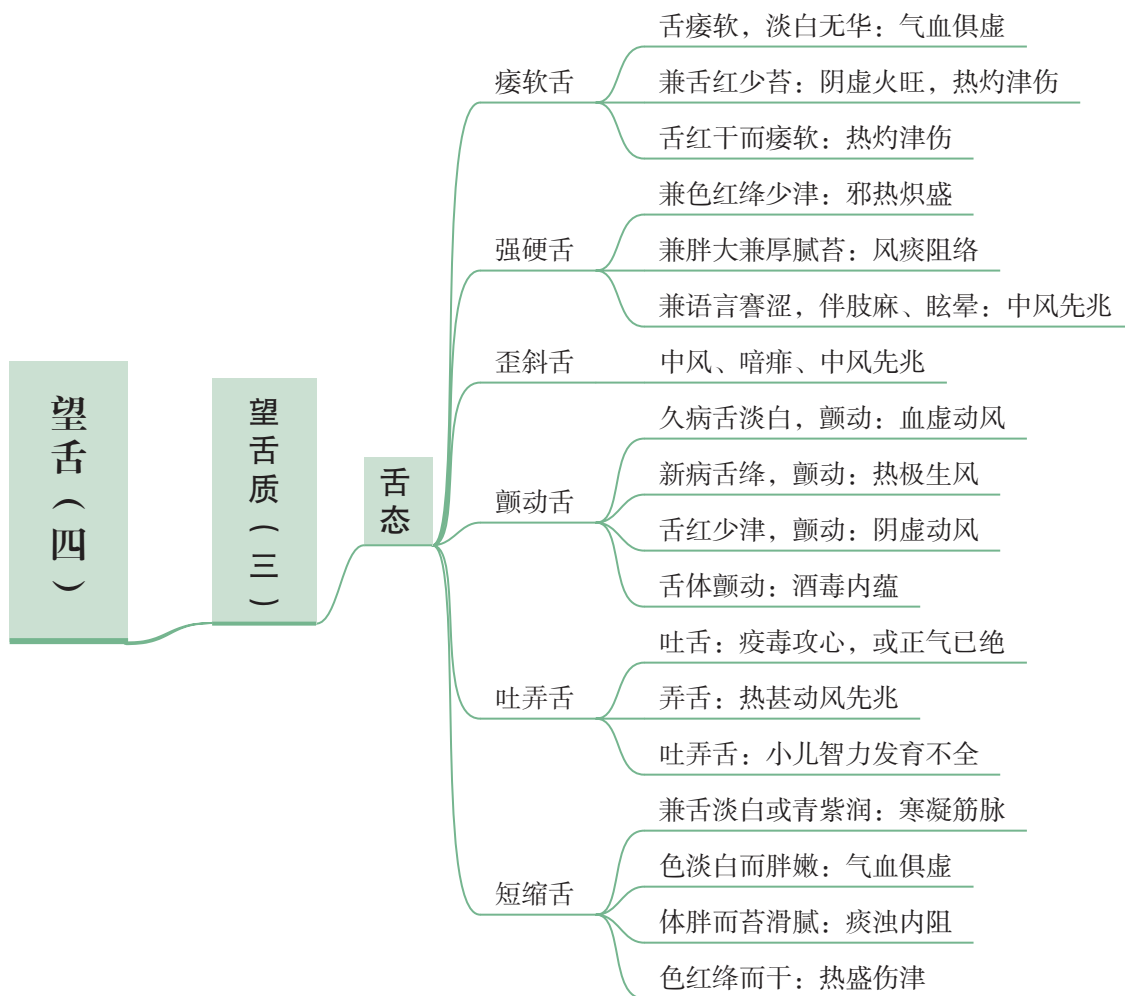 望舌（四）
望舌质（三）
舌态
痿软舌
舌痿软，淡白无华：气血俱虚
兼舌红少苔：阴虚火旺，热灼津伤
舌红干而痿软：热灼津伤
强硬舌
兼色红绛少津：邪热炽盛
兼胖大兼厚腻苔：风痰阻络
兼语言謇涩，伴肢麻、眩晕：中风先兆
歪斜舌
中风、喑痱、中风先兆
颤动舌
久病舌淡白，颤动：血虚动风
新病舌绛，颤动：热极生风
舌红少津，颤动：阴虚动风
舌体颤动：酒毒内蕴
吐弄舌
吐舌：疫毒攻心，或正气已绝
弄舌：热甚动风先兆
吐弄舌：小儿智力发育不全
短缩舌
兼舌淡白或青紫润：寒凝筋脉
色淡白而胖嫩：气血俱虚
体胖而苔滑腻：痰浊内阻
色红绛而干：热盛伤津